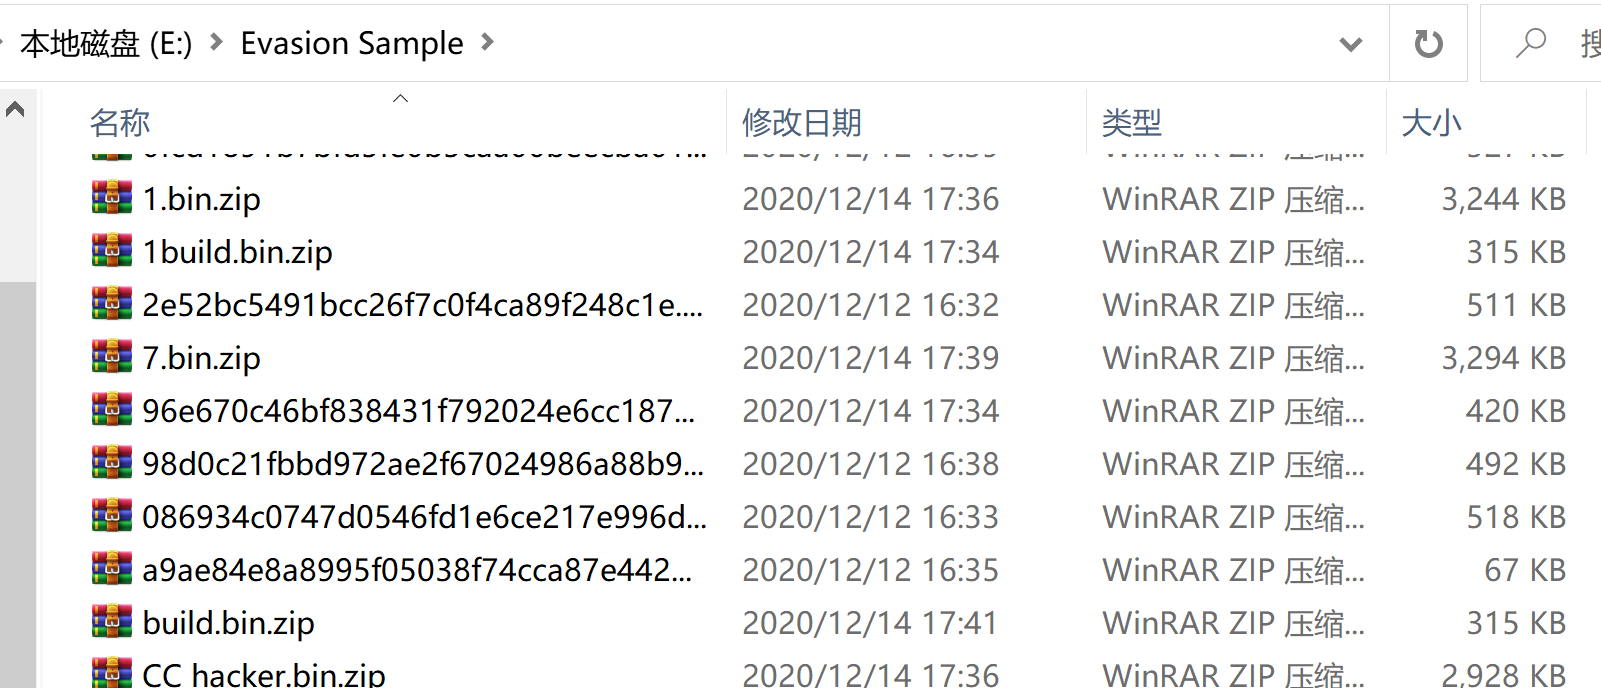 本地磁盘 (E:) > Evasion Sample >
名称 修改日期 类型 大小
1.bin.zip 2020/12/14 17:36 WinRAR ZIP 压缩... 3,244 KB
1build.bin.zip 2020/12/14 17:34 WinRAR ZIP 压缩... 315 KB
2e52bc5491bcc26f7c0f4ca89f248c1e.... 2020/12/12 16:32 WinRAR ZIP 压缩... 511 KB
7.bin.zip 2020/12/14 17:39 WinRAR ZIP 压缩... 3,294 KB
96e670c46bf838431f792024e6cc187... 2020/12/14 17:34 WinRAR ZIP 压缩... 420 KB
98d0c21fbbd972ae2f67024986a88b9... 2020/12/12 16:38 WinRAR ZIP 压缩... 492 KB
086934c0747d0546fd1e6ce217e996d... 2020/12/12 16:33 WinRAR ZIP 压缩... 518 KB
a9ae84e8a8995f05038f74cca87e442... 2020/12/12 16:35 WinRAR ZIP 压缩... 67 KB
build.bin.zip 2020/12/14 17:41 WinRAR ZIP 压缩... 315 KB
CC hacker.bin.zip 2020/12/14 17:36 WinRAR ZIP 压缩... 2,928 KB